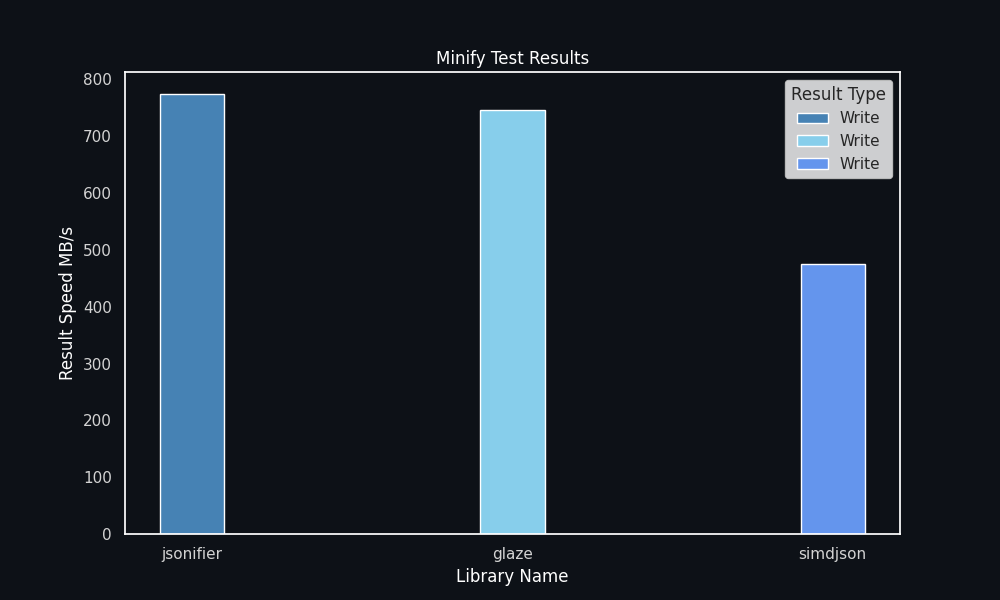 Minify Test Results
Result Type
Write
Write
Write
Result Speed MB/s
800
700
600
500
400
300
200
100
0
jsonifier
glaze
simdjson
Library Name